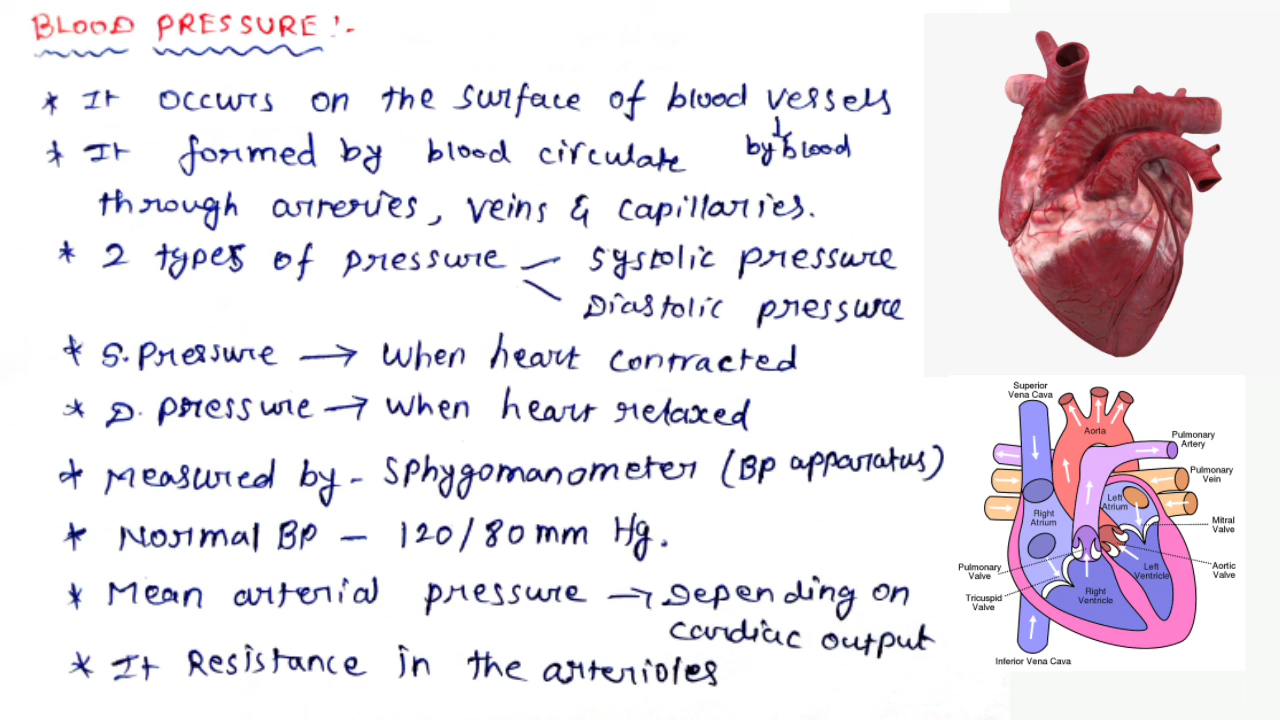 BLOOD PRESSURE :-
* It occurs on the surface of blood vessels
by blood
* It formed by blood circulate
through arteries, veins & capillaries.
* 2 types of pressure – Systolic pressure
Diastolic pressure
* S. Pressure → When heart contracted
* D. pressure → When heart relaxed
* Measured by - Sphygomanometer (BP apparatus)
* Normal BP – 120/80 mm Hg.
* Mean arterial pressure → Depending on
cardiac output
* It Resistance in the arterioles
Superior
Vena Cava
Aorta
Pulmonary
Artery
Pulmonary
Vein
Left
Atrium
Right
Atrium
Mitral
Valve
Pulmonary
Valve
Aortic
Valve
Left
Ventricle
Right
Ventricle
Tricuspid
Valve
Inferior Vena Cava